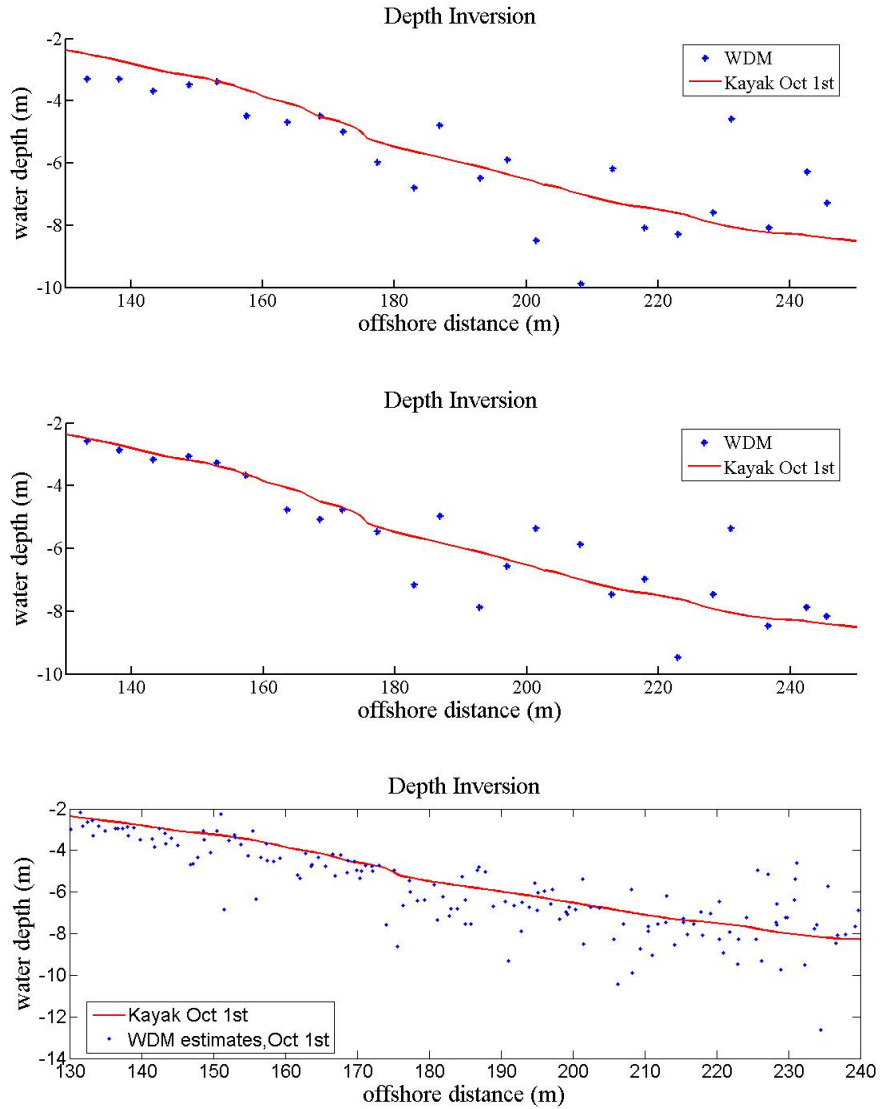 Depth Inversion
-2
-4
-6
-8
-10
water depth (m)
WDM
Kayak Oct 1st
140 160 180 200 220 240
offshore distance (m)
Depth Inversion
-2
-4
-6
-8
-10
water depth (m)
WDM
Kayak Oct 1st
140 160 180 200 220 240
offshore distance (m)
Depth Inversion
-2
-4
-6
-8
-10
-12
-14
water depth (m)
Kayak Oct 1st
WDM estimates,Oct 1st
130 140 150 160 170 180 190 200 210 220 230 240
offshore distance (m)